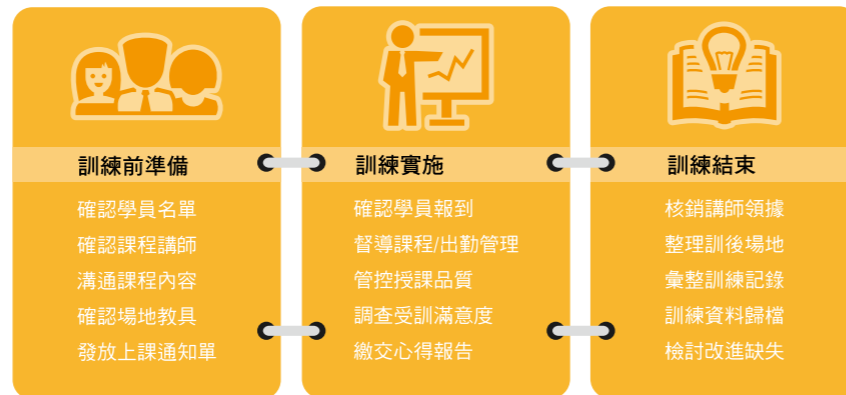 訓練前準備
確認學員名單
確認課程講師
溝通課程內容
確認場地教具
發放上課通知單
訓練實施
確認學員報到
督導課程/出勤管理
管控授課品質
調查受訓滿意度
繳交心得報告
訓練結束
核銷講師領據
整理訓後場地
彙整訓練記錄
訓練資料歸檔
檢討改進缺失